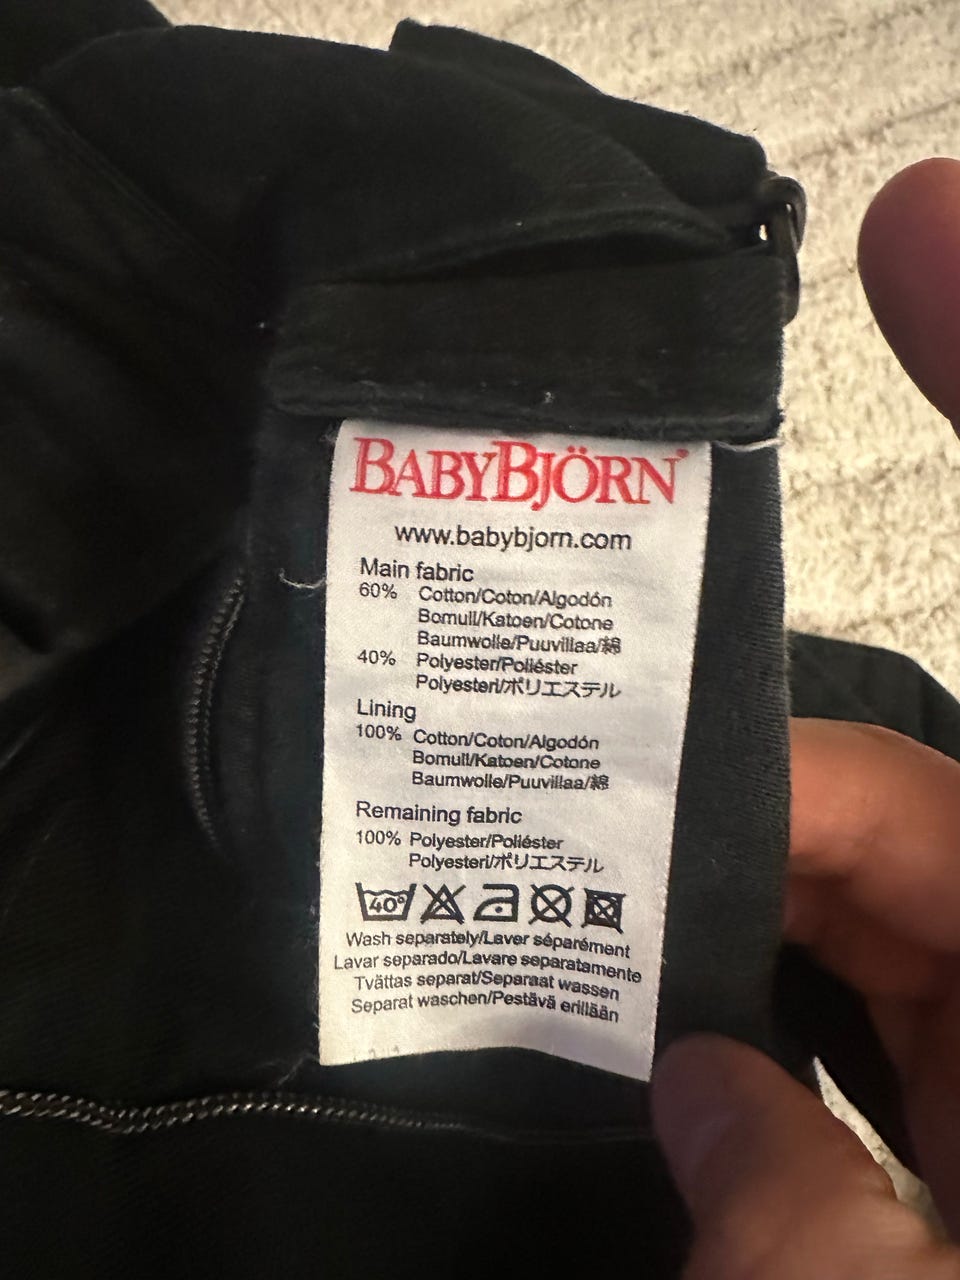 BABYBJÖRN®
www.babybjorn.com
Main fabric
60% Cotton/Coton/Algodón
Bomull/Katoen/Cotone
Baumwolle/Puuvillaa/綿
40% Polyester/Poliéster
Polyesteri/ポリエステル
Lining
100% Cotton/Coton/Algodón
Bomull/Katoen/Cotone
Baumwolle/Puuvillaa/綿
Remaining fabric
100% Polyester/Poliéster
Polyesteri/ポリエステル
40°
Wash separately/Laver séparément
Lavar separado/Lavare separatamente
Tvättas separat/Separaat wassen
Separat waschen/Pestävä erillään